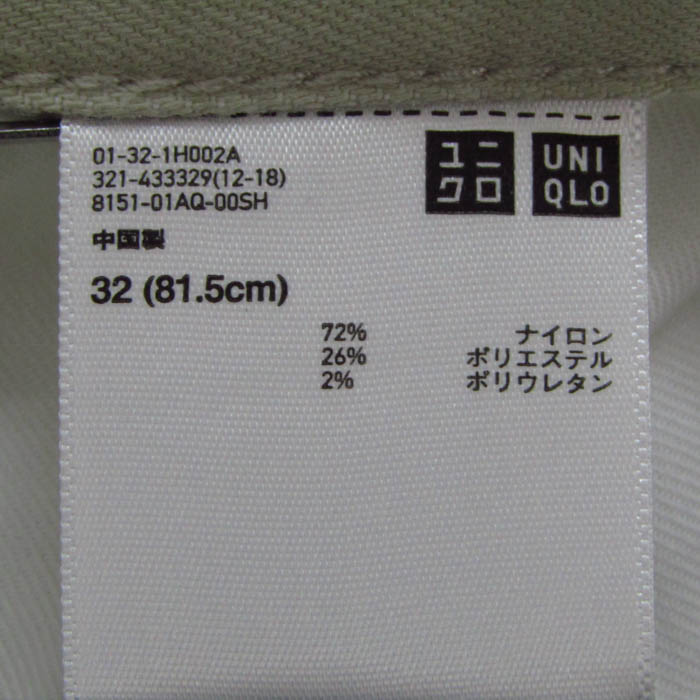 01-32-1H002A
321-433329(12-18)
8151-01AQ-00SH
中国製
32 (81.5cm)
ユニ
クロ
UNI
QLO
72% ナイロン
26% ポリエステル
2% ポリウレタン